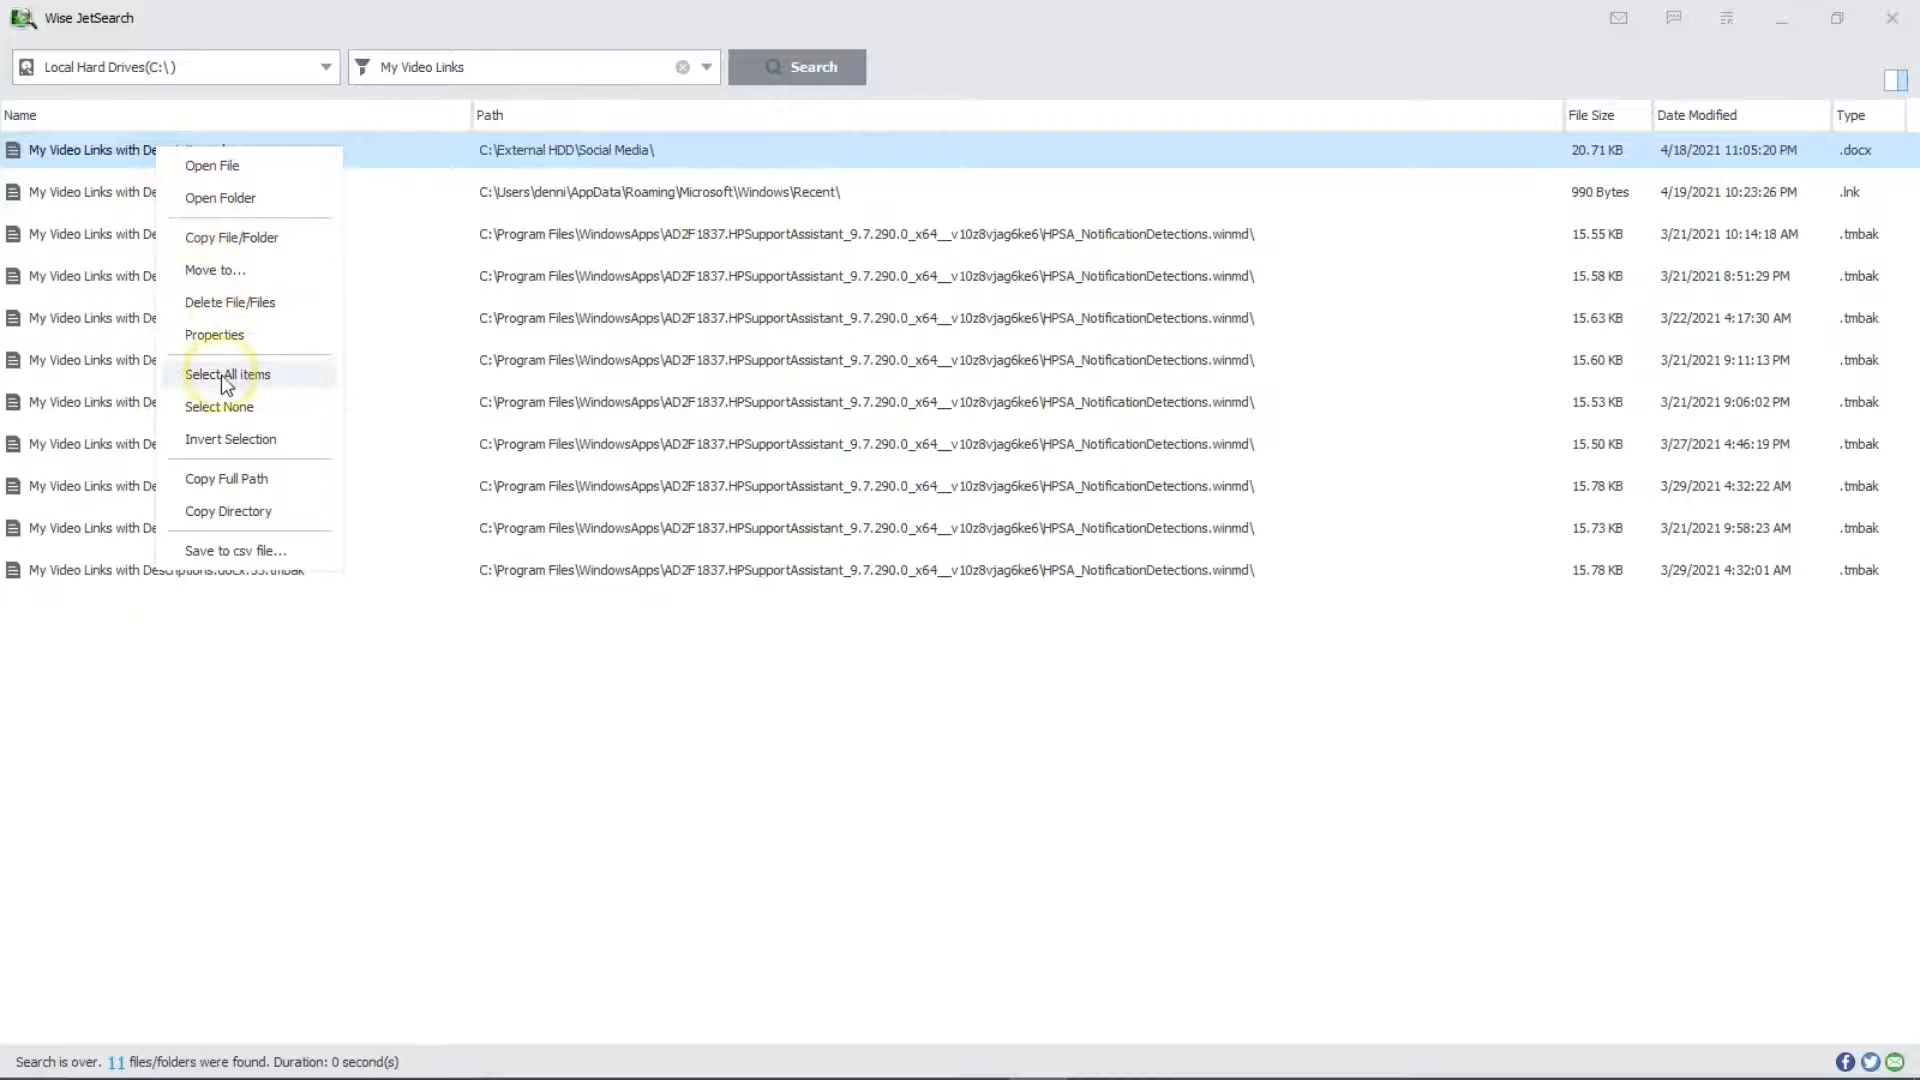 Wise JetSearch
Local Hard Drives(C:\)
My Video Links
Search
Name
Path
File Size
Date Modified
Type
My Video Links with De
C:\External HDD\Social Media\
20.71 KB
4/18/2021 11:05:20 PM
.docx
Open File
My Video Links with De
C:\Users\denni\AppData\Roaming\Microsoft\Windows\Recent\
990 Bytes
4/19/2021 10:23:26 PM
.lnk
Open Folder
My Video Links with De
Copy File/Folder
C:\Program Files\WindowsApps\AD2F1837.HPSupportAssistant_9.7.290.0_x64__v10z8vjag6ke6\HPSA_NotificationDetections.winmd\
15.55 KB
3/21/2021 10:14:18 AM
.tmbak
My Video Links with De
Move to...
C:\Program Files\WindowsApps\AD2F1837.HPSupportAssistant_9.7.290.0_x64__v10z8vjag6ke6\HPSA_NotificationDetections.winmd\
15.58 KB
3/21/2021 8:51:29 PM
.tmbak
Delete File/Files
My Video Links with De
C:\Program Files\WindowsApps\AD2F1837.HPSupportAssistant_9.7.290.0_x64__v10z8vjag6ke6\HPSA_NotificationDetections.winmd\
15.63 KB
3/22/2021 4:17:30 AM
.tmbak
Properties
My Video Links with De
C:\Program Files\WindowsApps\AD2F1837.HPSupportAssistant_9.7.290.0_x64__v10z8vjag6ke6\HPSA_NotificationDetections.winmd\
15.60 KB
3/21/2021 9:11:13 PM
.tmbak
Select All items
My Video Links with De
Select None
C:\Program Files\WindowsApps\AD2F1837.HPSupportAssistant_9.7.290.0_x64__v10z8vjag6ke6\HPSA_NotificationDetections.winmd\
15.53 KB
3/21/2021 9:06:02 PM
.tmbak
My Video Links with De
Invert Selection
C:\Program Files\WindowsApps\AD2F1837.HPSupportAssistant_9.7.290.0_x64__v10z8vjag6ke6\HPSA_NotificationDetections.winmd\
15.50 KB
3/27/2021 4:46:19 PM
.tmbak
My Video Links with De
Copy Full Path
C:\Program Files\WindowsApps\AD2F1837.HPSupportAssistant_9.7.290.0_x64__v10z8vjag6ke6\HPSA_NotificationDetections.winmd\
15.78 KB
3/29/2021 4:32:22 AM
.tmbak
Copy Directory
My Video Links with De
C:\Program Files\WindowsApps\AD2F1837.HPSupportAssistant_9.7.290.0_x64__v10z8vjag6ke6\HPSA_NotificationDetections.winmd\
15.73 KB
3/21/2021 9:58:23 AM
.tmbak
Save to csv file...
My Video Links with
C:\Program Files\WindowsApps\AD2F1837.HPSupportAssistant_9.7.290.0_x64__v10z8vjag6ke6\HPSA_NotificationDetections.winmd\
15.78 KB
3/29/2021 4:32:01 AM
.tmbak
Search is over. 11 files/folders were found. Duration: 0 second(s)